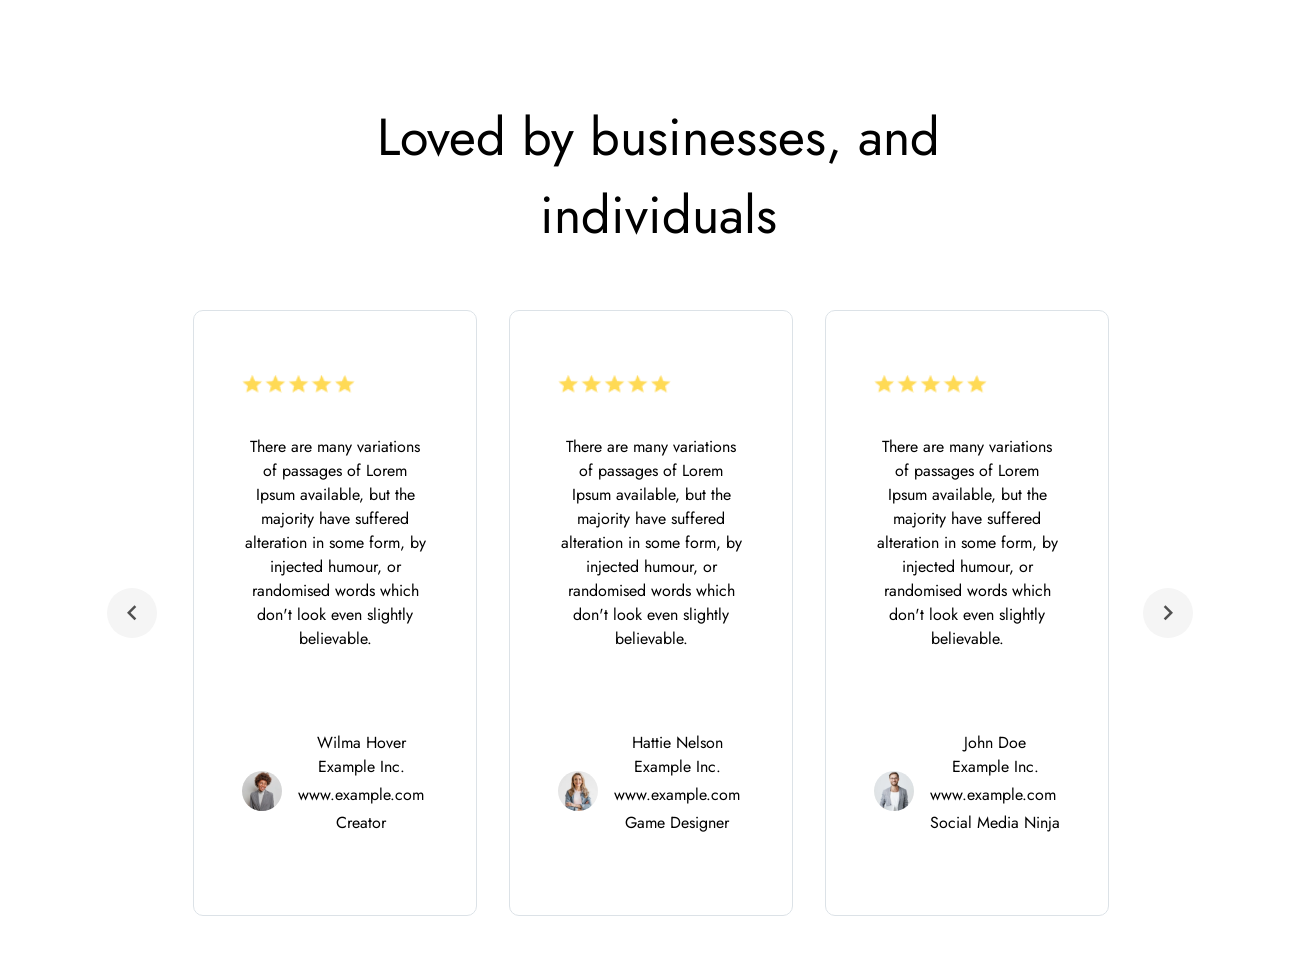 Loved by businesses, and
individuals
There are many variations
of passages of Lorem
Ipsum available, but the
majority have suffered
alteration in some form, by
injected humour, or
randomised words which
don't look even slightly
believable.
Wilma Hover
Example Inc.
www.example.com
Creator
There are many variations
of passages of Lorem
Ipsum available, but the
majority have suffered
alteration in some form, by
injected humour, or
randomised words which
don't look even slightly
believable.
Hattie Nelson
Example Inc.
www.example.com
Game Designer
There are many variations
of passages of Lorem
Ipsum available, but the
majority have suffered
alteration in some form, by
injected humour, or
randomised words which
don't look even slightly
believable.
John Doe
Example Inc.
www.example.com
Social Media Ninja